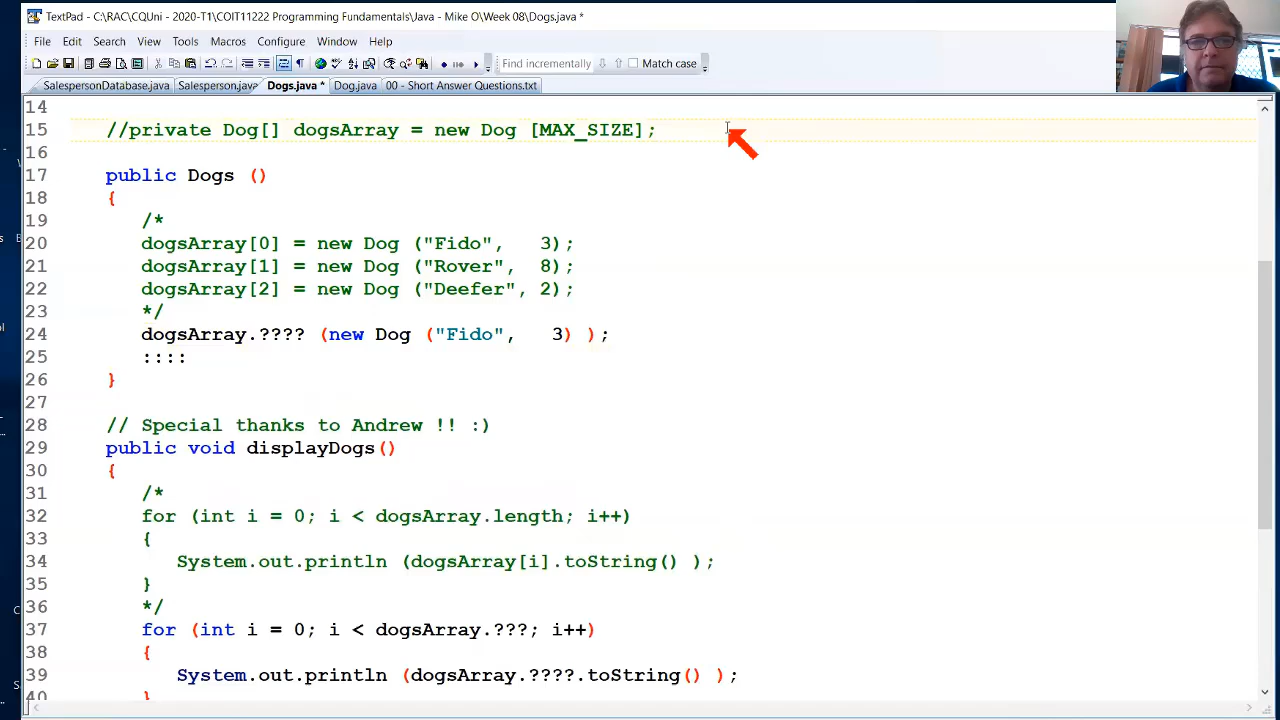 TextPad - C:\RAC\CQUni - 2020-T1\COIT11222 Programming Fundamentals\Java - Mike O\Week 08\Dogs.java *
File Edit Search View Tools Macros Configure Window Help
Find incrementally Match case
SalespersonDatabase.java Salesperson.java Dogs.java * Dog.java 00 - Short Answer Questions.txt
14
15 //private Dog[] dogsArray = new Dog [MAX_SIZE];
16
17 public Dogs ()
18 {
19 /*
20 dogsArray[0] = new Dog ("Fido", 3);
21 dogsArray[1] = new Dog ("Rover", 8);
22 dogsArray[2] = new Dog ("Deefer", 2);
23 */
24 dogsArray.???? (new Dog ("Fido", 3) );
25 ::::
26 }
27
28 // Special thanks to Andrew !! :)
29 public void displayDogs()
30 {
31 /*
32 for (int i = 0; i < dogsArray.length; i++)
33 {
34 System.out.println (dogsArray[i].toString() );
35 }
36 */
37 for (int i = 0; i < dogsArray.???; i++)
38 {
39 System.out.println (dogsArray.????.toString() );
40 }